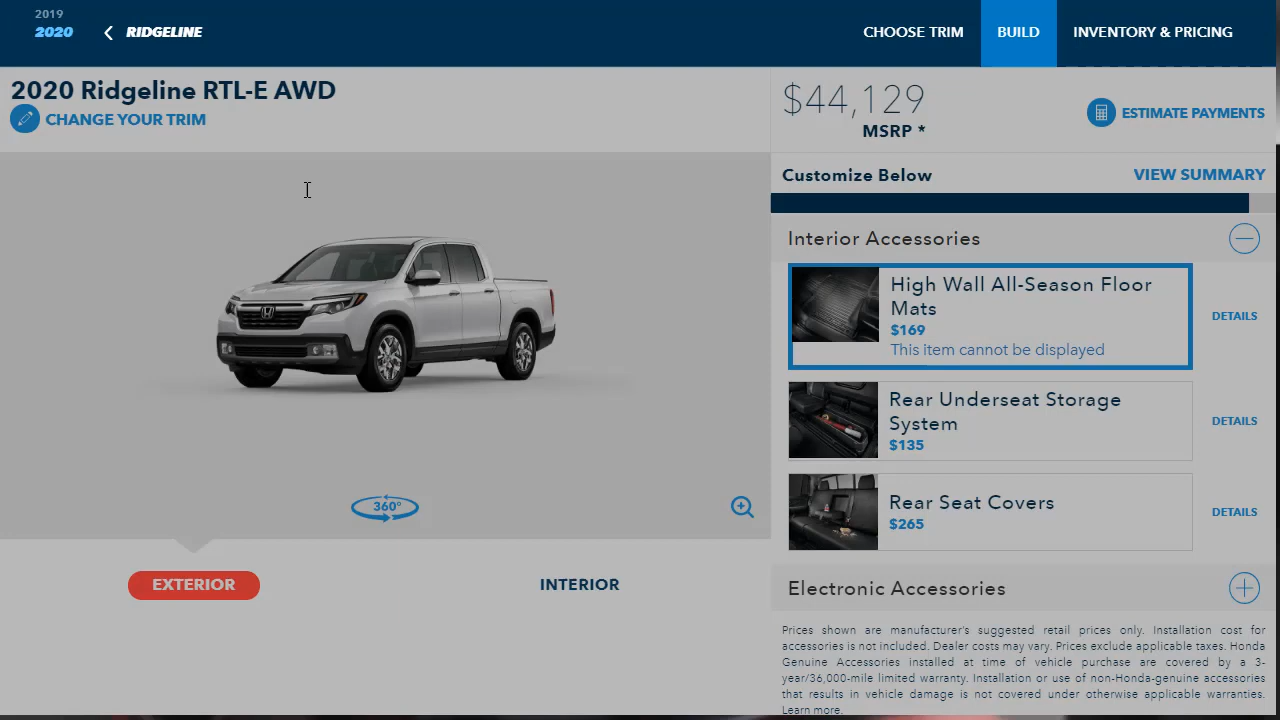 2019
2020
RIDGELINE
CHOOSE TRIM
BUILD
INVENTORY & PRICING
2020 Ridgeline RTL-E AWD
CHANGE YOUR TRIM
$44,129
MSRP *
ESTIMATE PAYMENTS
Customize Below
VIEW SUMMARY
Interior Accessories
High Wall All-Season Floor
Mats
$169
This item cannot be displayed
DETAILS
Rear Underseat Storage
System
$135
DETAILS
Rear Seat Covers
$265
DETAILS
360°
EXTERIOR
INTERIOR
Electronic Accessories
Prices shown are manufacturer's suggested retail prices only. Installation cost for
accessories is not included. Dealer costs may vary. Prices exclude applicable taxes. Honda
Genuine Accessories installed at time of vehicle purchase are covered by a 3-
year/36,000-mile limited warranty. Installation or use of non-Honda-genuine accessories
that results in vehicle damage is not covered under otherwise applicable warranties.
Learn more.